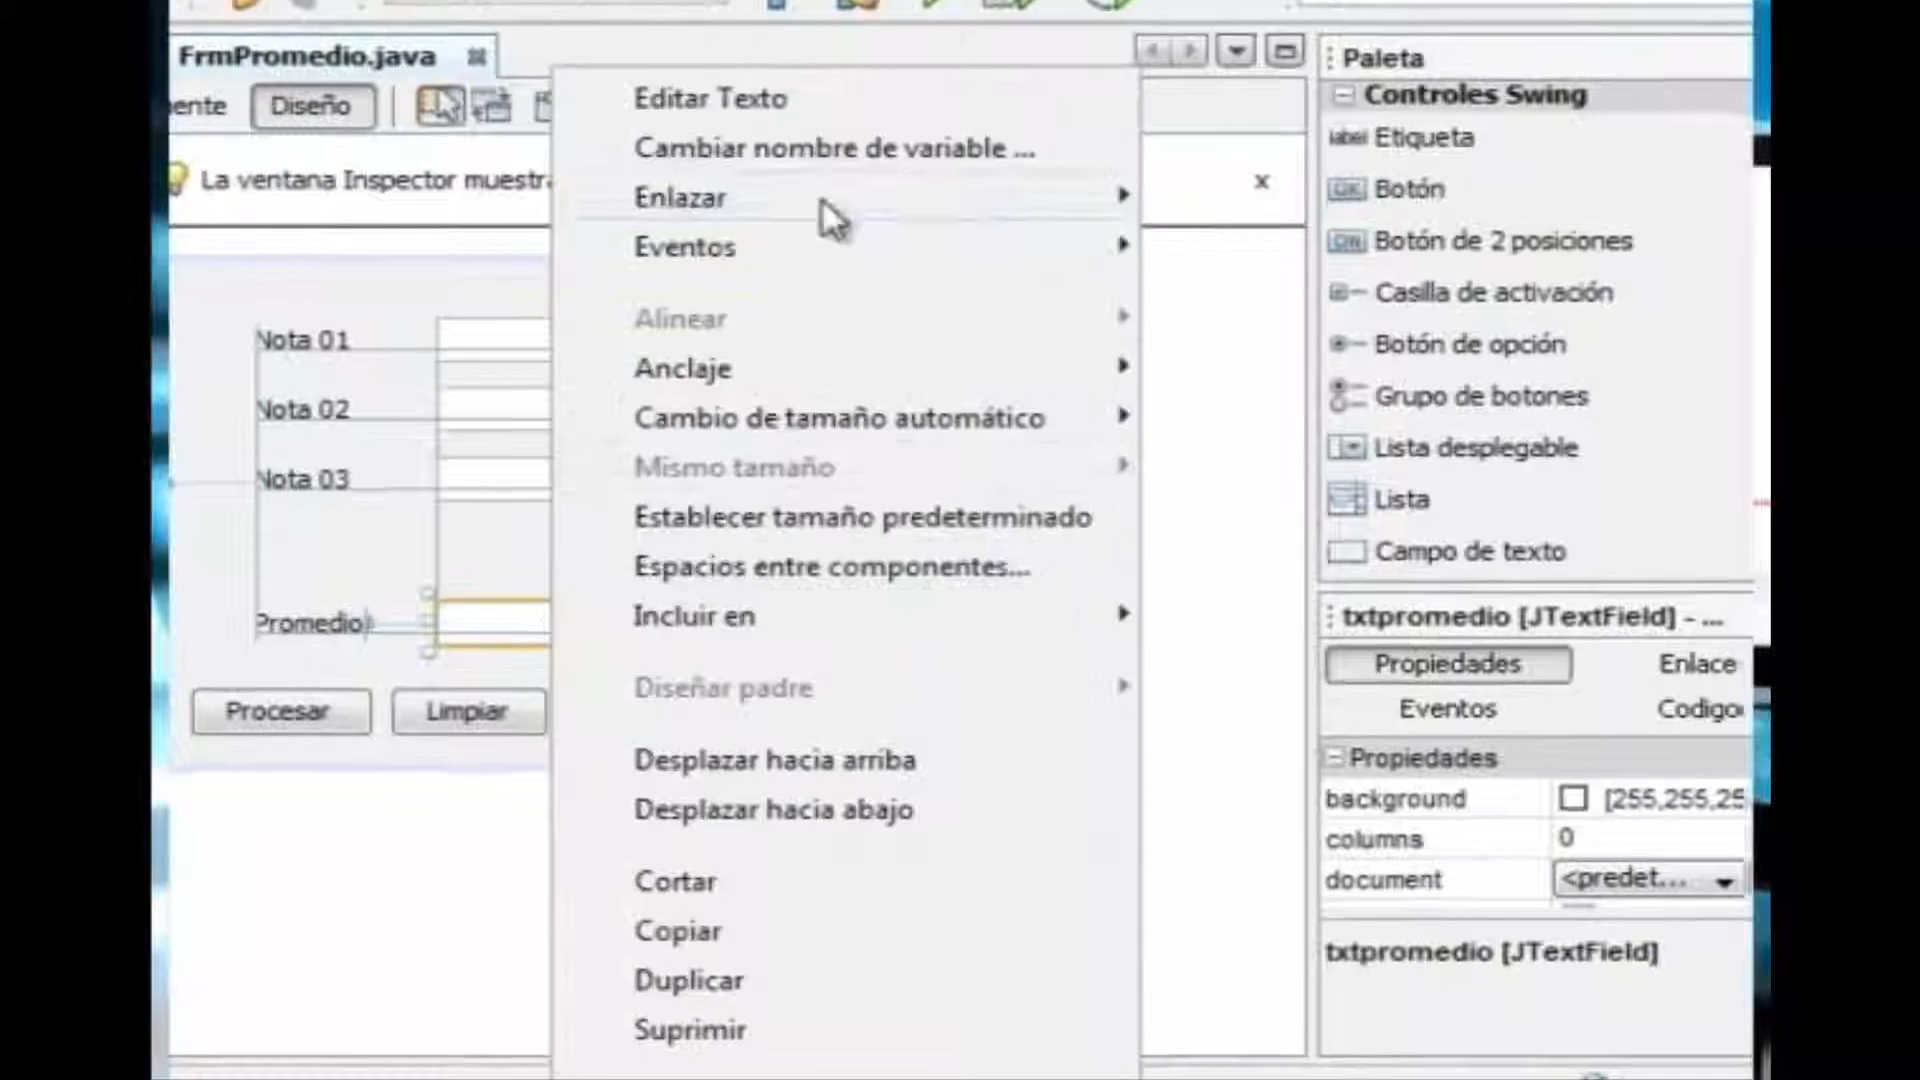 FrmPromedio.java
ente
Diseño
La ventana Inspector muestr
x
Nota 01
Nota 02
Nota 03
Promedio
Procesar
Limpiar
Editar Texto
Cambiar nombre de variable ...
Enlazar
Eventos
Alinear
Anclaje
Cambio de tamaño automático
Mismo tamaño
Establecer tamaño predeterminado
Espacios entre componentes...
Incluir en
Diseñar padre
Desplazar hacia arriba
Desplazar hacia abajo
Cortar
Copiar
Duplicar
Suprimir
Paleta
Controles Swing
label Etiqueta
OK Botón
ON Botón de 2 posiciones
Casilla de activación
Botón de opción
Grupo de botones
Lista desplegable
Lista
Campo de texto
txtpromedio [JTextField] - ...
Propiedades
Enlace
Eventos
Codigo
Propiedades
background [255,255,25
columns 0
document <predet...
txtpromedio [JTextField]